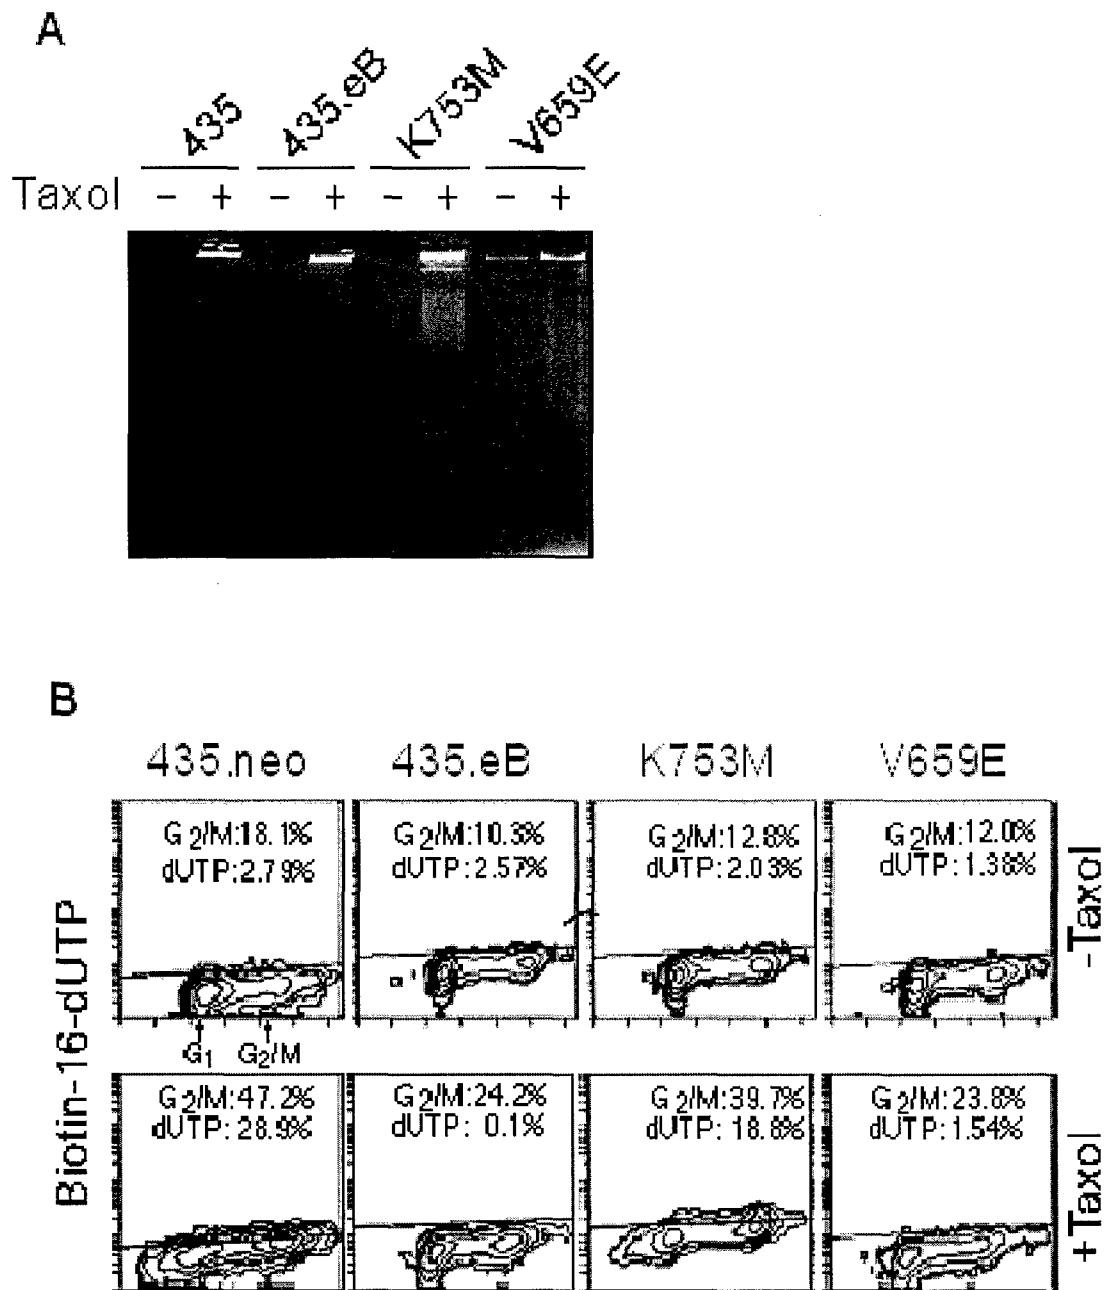 A
435 435.eB K753M V659E
Taxol - + - + - + - +
B
435.neo 435.eB K753M V659E
G2/M:18.1% G2/M:10.3% G2/M:12.8% G2/M:12.0%
dUTP:2.79% dUTP:2.57% dUTP:2.03% dUTP:1.38%
-Taxol
Biotin-16-dUTP
G1 G2/M
G2/M:47.2% G2/M:24.2% G2/M:39.7% G2/M:23.8%
dUTP: 28.9% dUTP: 0.1% dUTP: 18.8% dUTP:1.54%
+Taxol